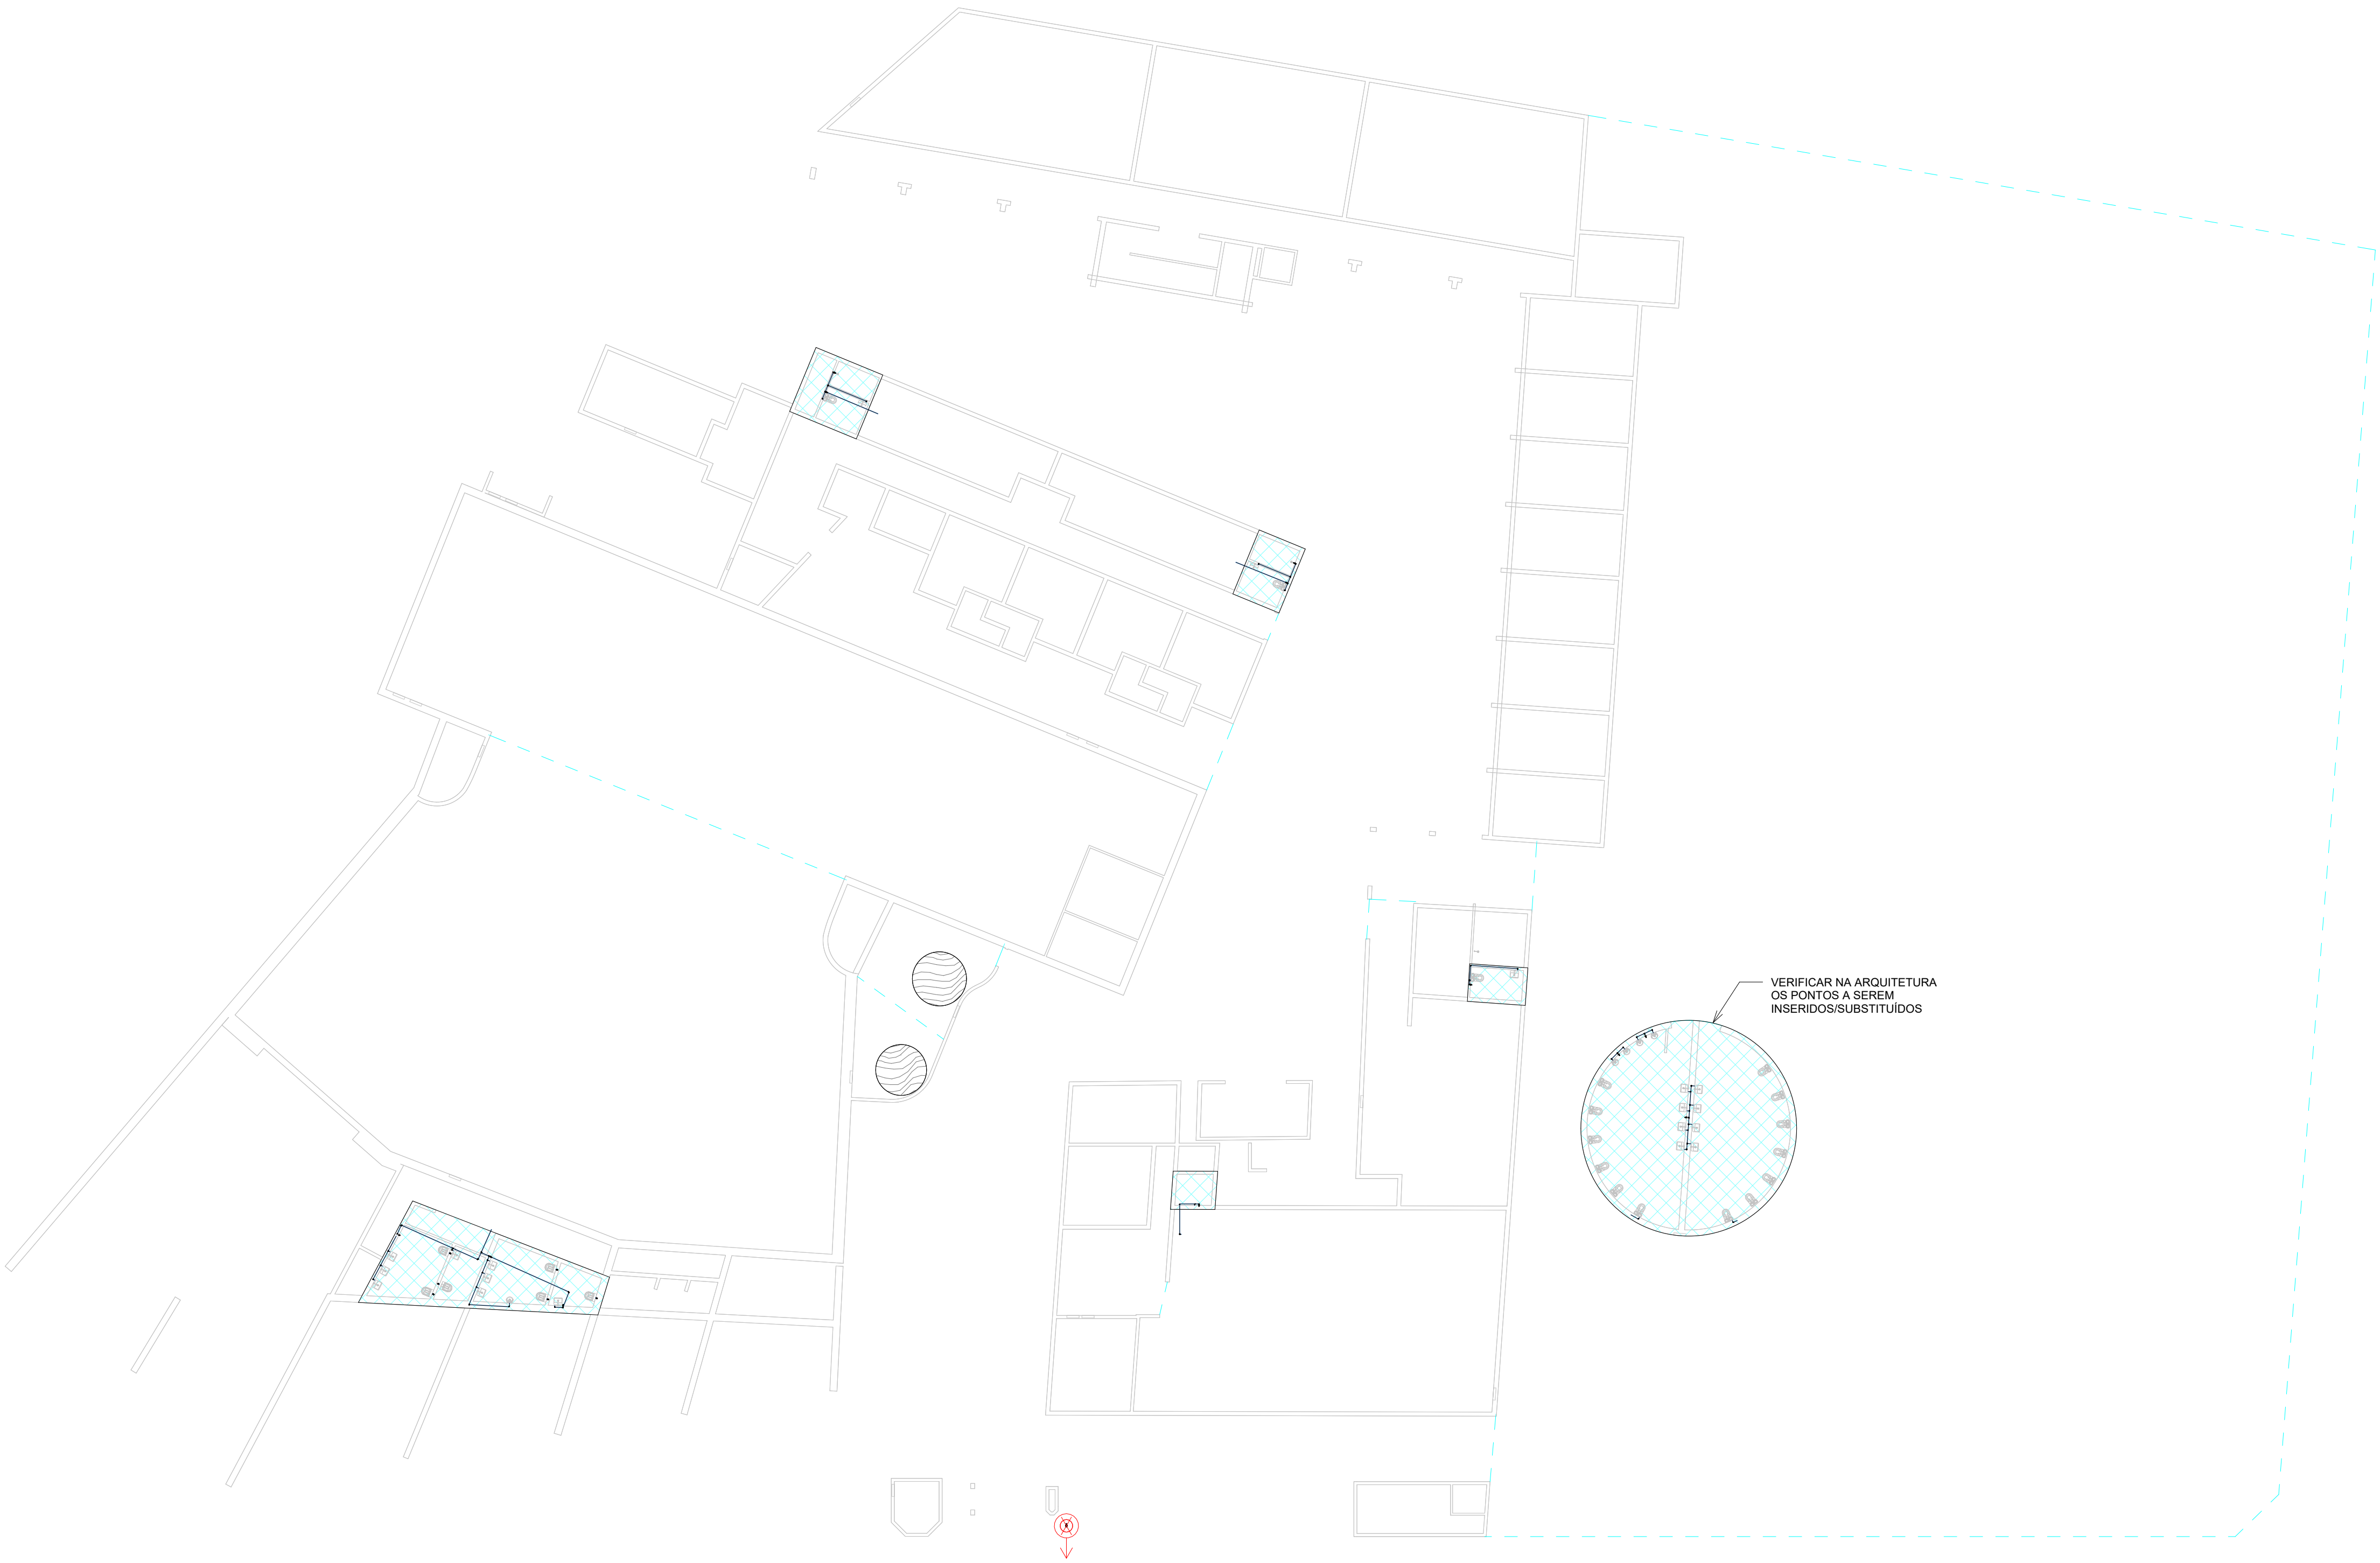 VERIFICAR NA ARQUITETURA
OS PONTOS A SEREM
INSERIDOS/SUBSTITUÍDOS